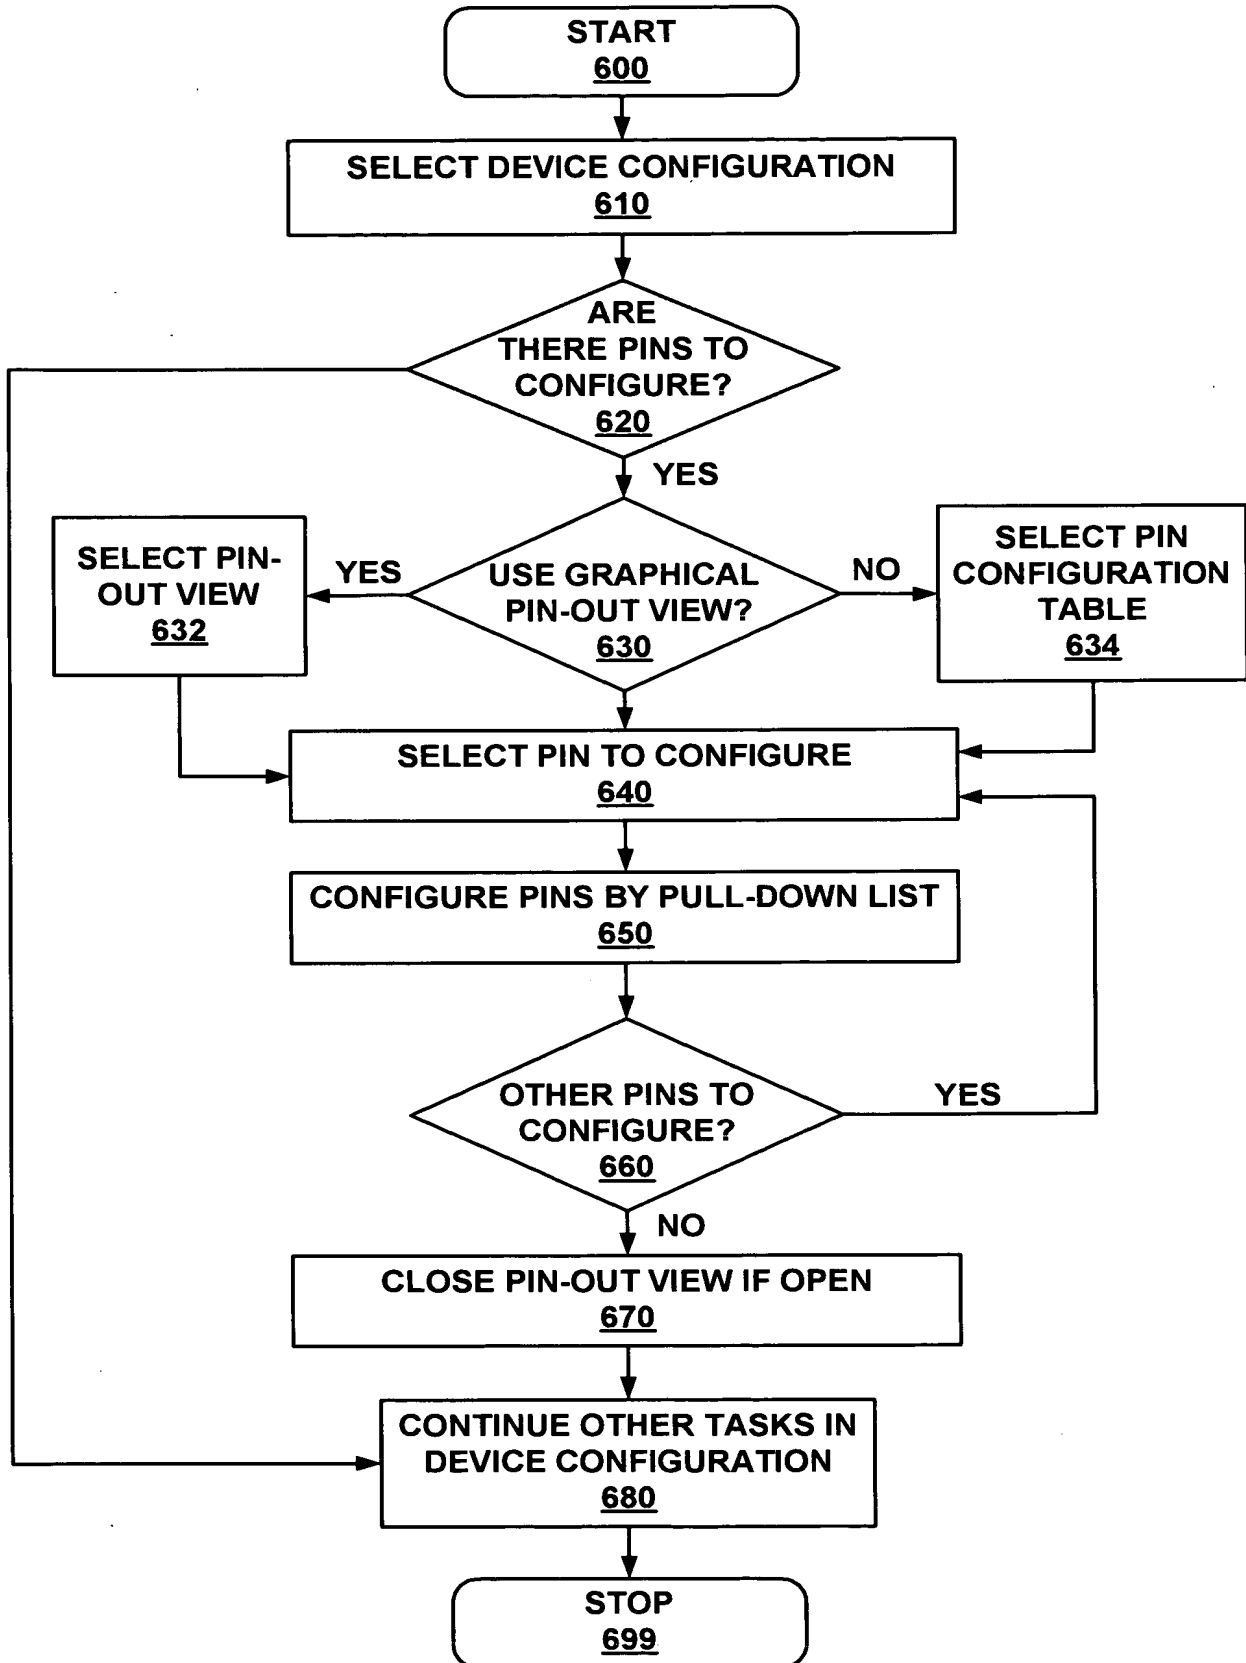 START
600
SELECT DEVICE CONFIGURATION
610
ARE
THERE PINS TO
CONFIGURE?
620
YES
SELECT PIN-
OUT VIEW
632
YES
USE GRAPHICAL
PIN-OUT VIEW?
630
NO
SELECT PIN
CONFIGURATION
TABLE
634
SELECT PIN TO CONFIGURE
640
CONFIGURE PINS BY PULL-DOWN LIST
650
OTHER PINS TO
CONFIGURE?
660
YES
NO
CLOSE PIN-OUT VIEW IF OPEN
670
CONTINUE OTHER TASKS IN
DEVICE CONFIGURATION
680
STOP
699